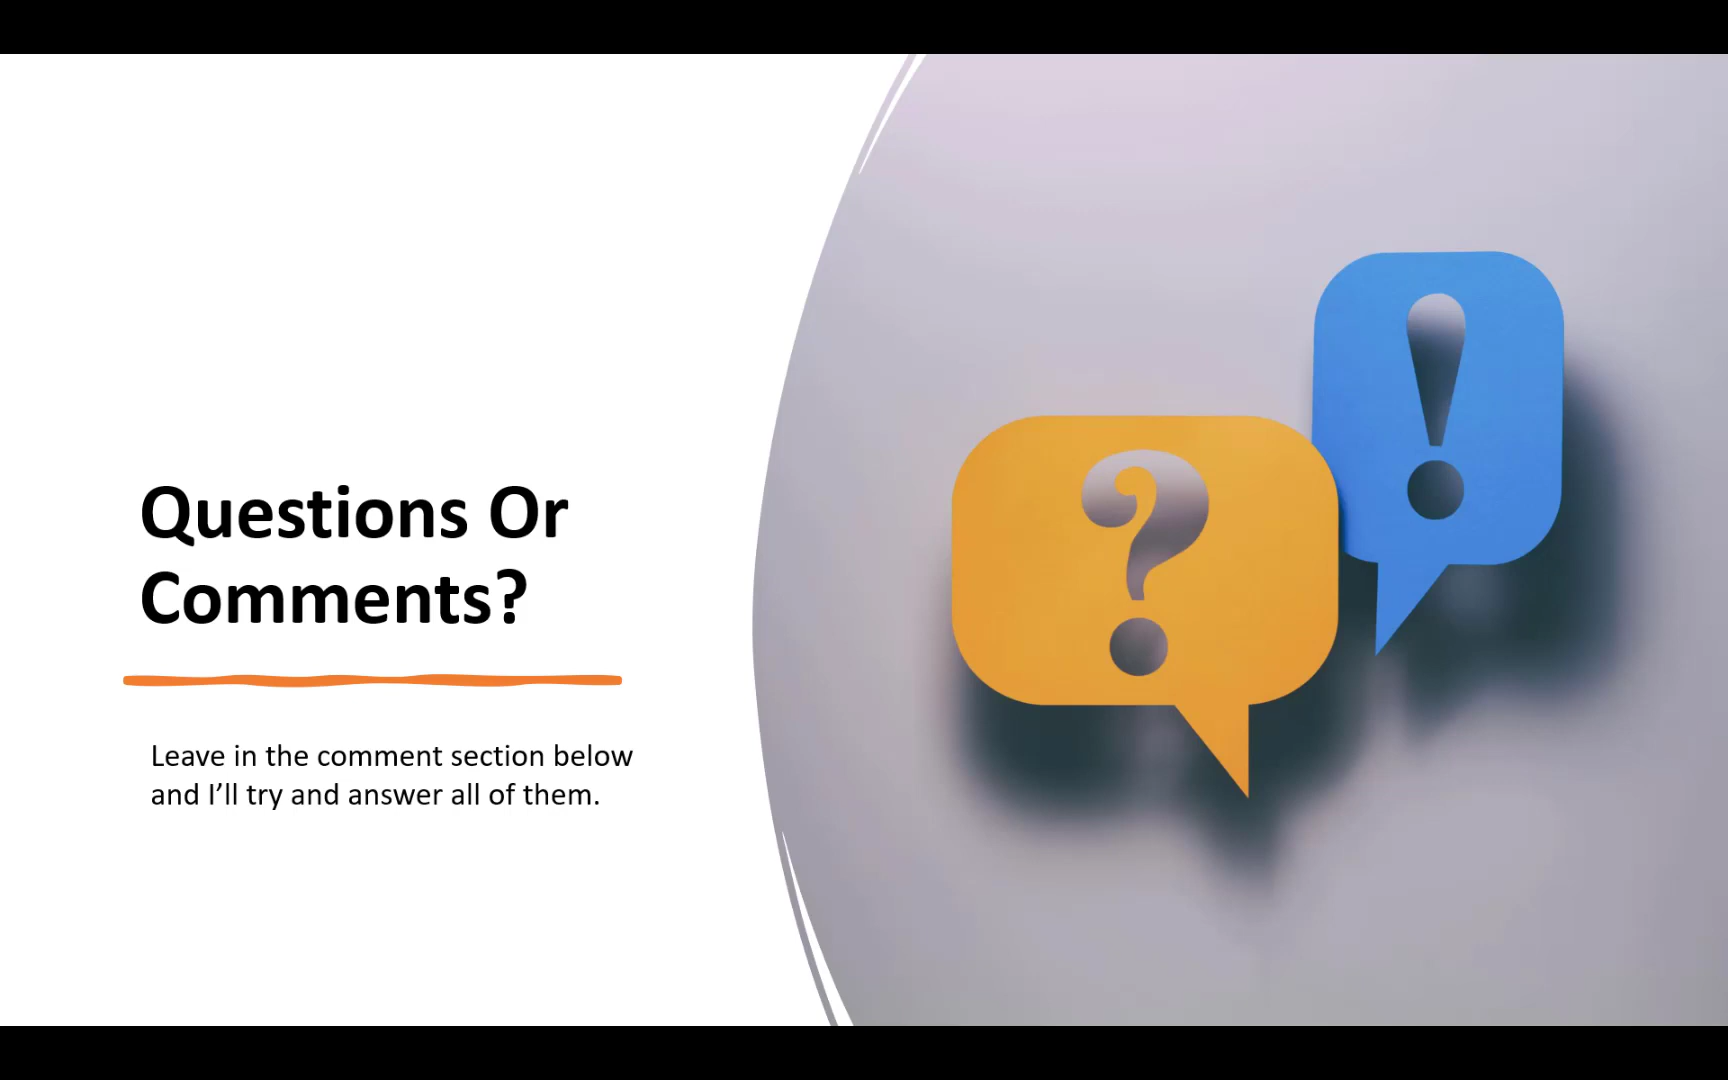 Questions Or
Comments?
Leave in the comment section below
and I’ll try and answer all of them.
?
!